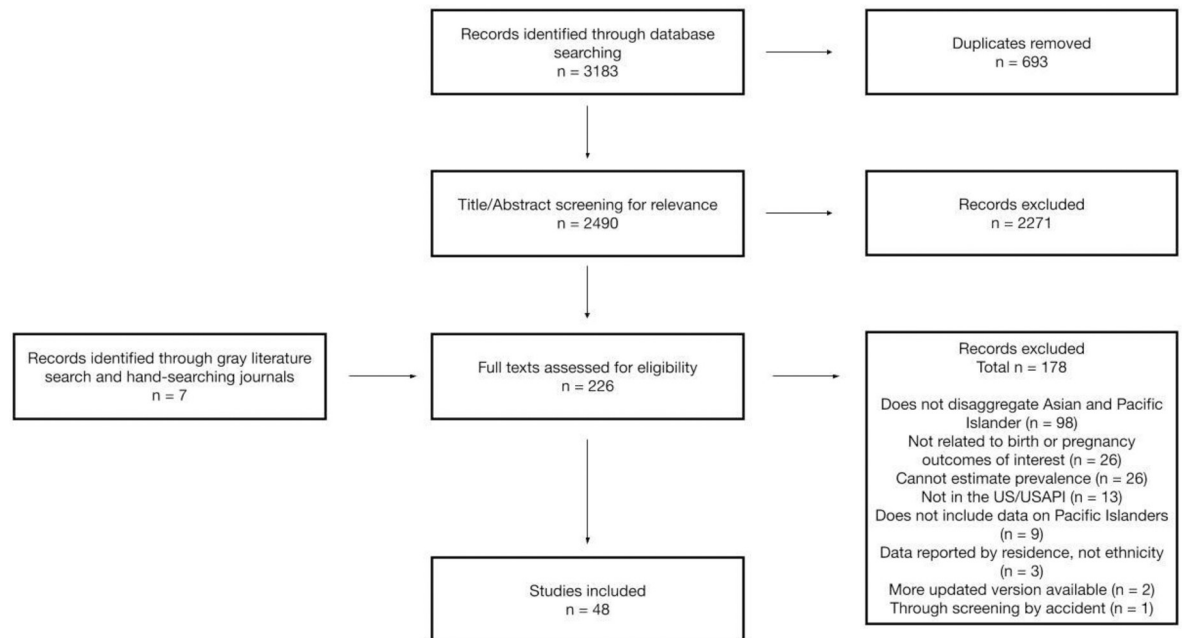 Records identified through database
searching
n = 3183
Duplicates removed
n = 693
Title/Abstract screening for relevance
n = 2490
Records excluded
n = 2271
Records identified through gray literature
search and hand-searching journals
n = 7
Full texts assessed for eligibility
n = 226
Records excluded
Total n = 178
Does not disaggregate Asian and Pacific
Islander (n = 98)
Not related to birth or pregnancy
outcomes of interest (n = 26)
Cannot estimate prevalence (n = 26)
Not in the US/USAPI (n = 13)
Does not include data on Pacific Islanders
(n = 9)
Data reported by residence, not ethnicity
(n = 3)
More updated version available (n = 2)
Through screening by accident (n = 1)
Studies included
n = 48